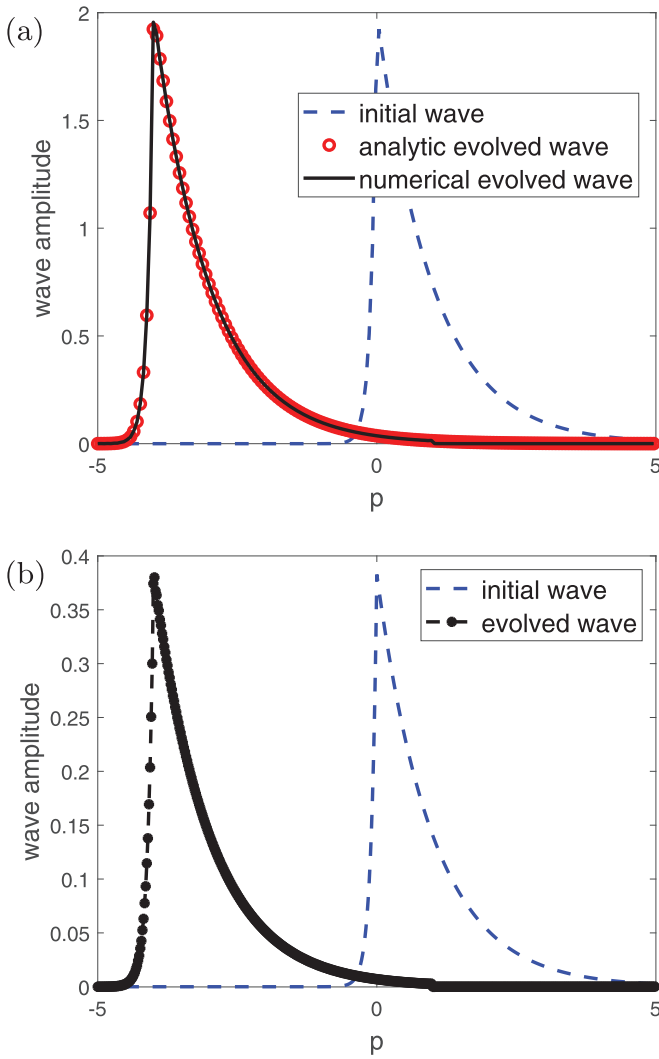 (a)
2
1.5
1
0.5
0
wave amplitude
initial wave
analytic evolved wave
numerical evolved wave
-5
0
5
p
(b)
0.4
0.35
0.3
0.25
0.2
0.15
0.1
0.05
0
wave amplitude
initial wave
evolved wave
-5
0
5
p